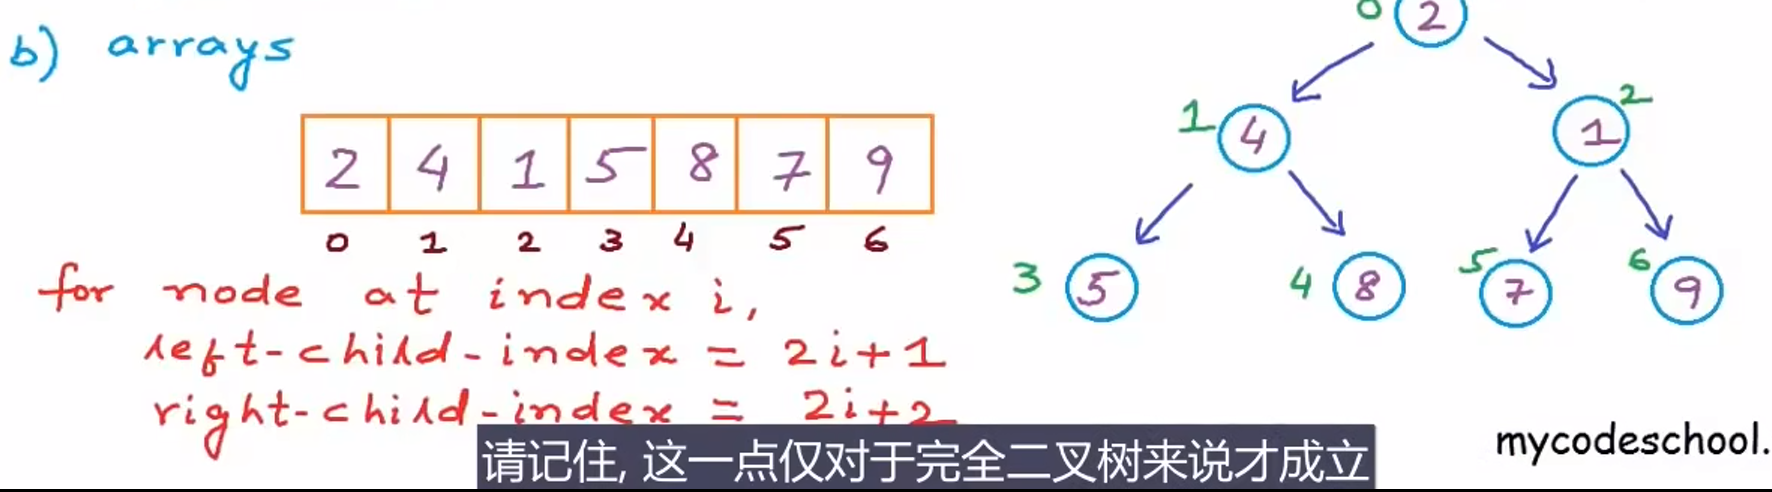 b) arrays
2 4 1 5 8 7 9
0 1 2 3 4 5 6
for node at index i,
left-child-index = 2i+1
right-child-index = 2i+2
0 2
1 4 1 2
3 5 4 8 5 7 6 9
请记住, 这一点仅对于完全二叉树来说才成立
mycodeschool.